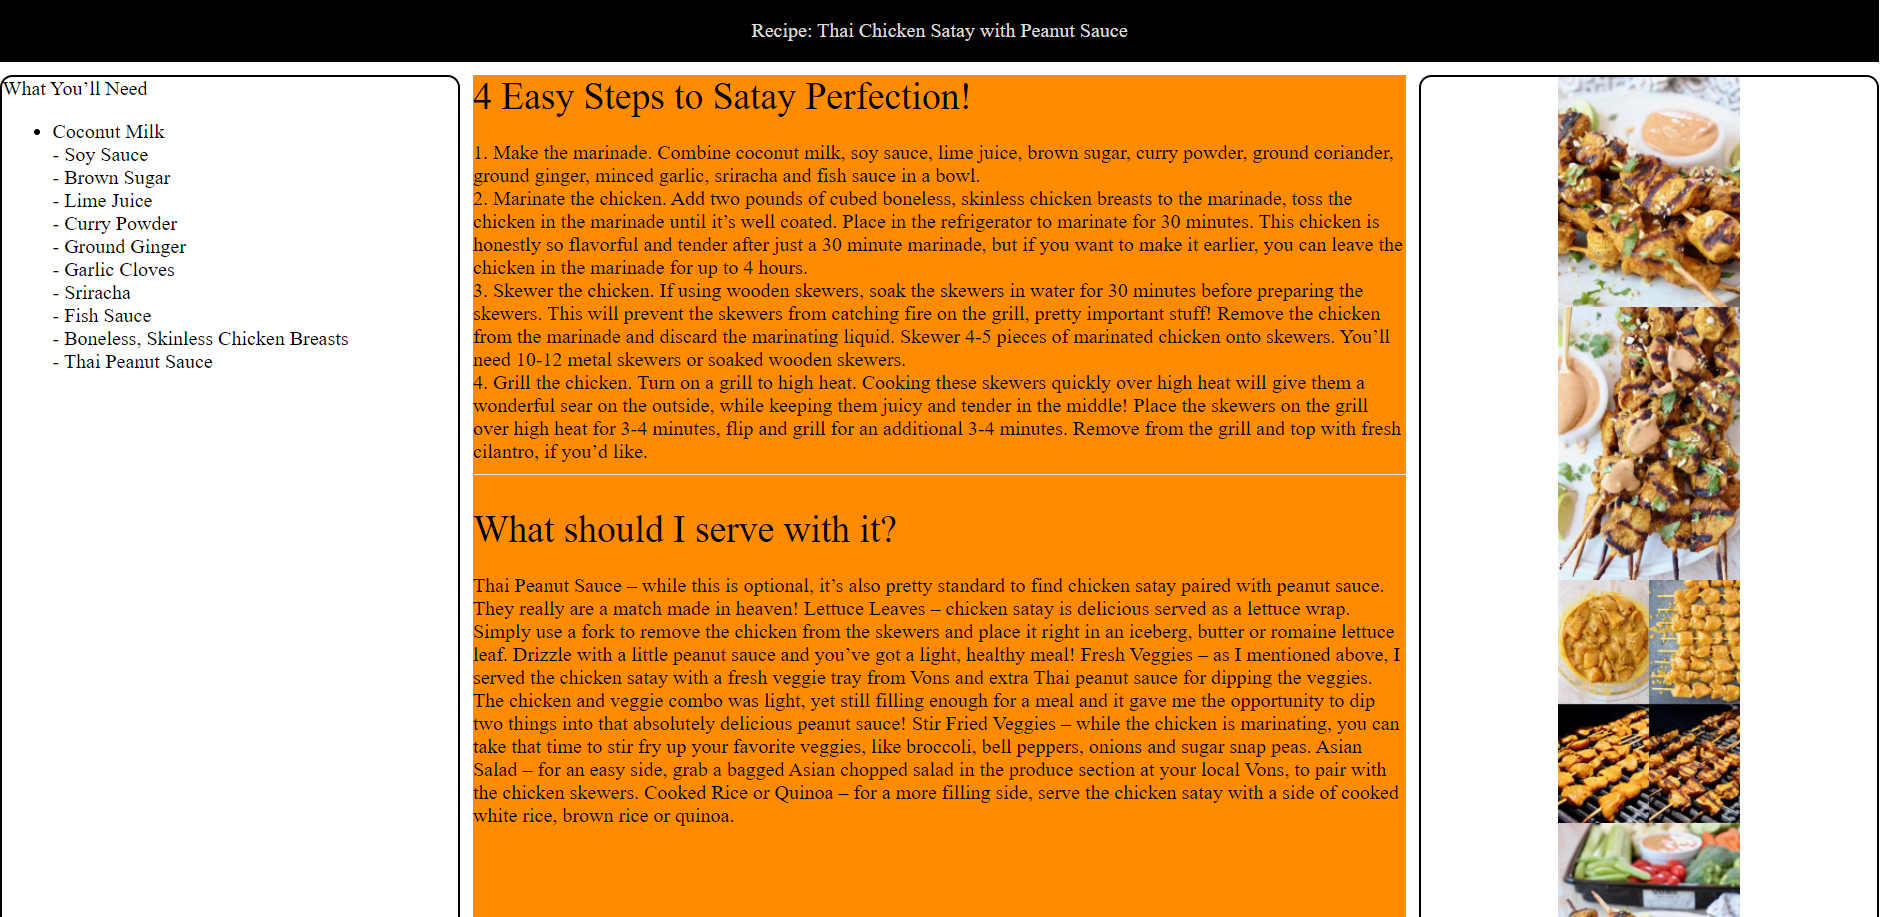 Recipe: Thai Chicken Satay with Peanut Sauce
What You’ll Need
• Coconut Milk
- Soy Sauce
- Brown Sugar
- Lime Juice
- Curry Powder
- Ground Ginger
- Garlic Cloves
- Sriracha
- Fish Sauce
- Boneless, Skinless Chicken Breasts
- Thai Peanut Sauce
4 Easy Steps to Satay Perfection!
1. Make the marinade. Combine coconut milk, soy sauce, lime juice, brown sugar, curry powder, ground coriander,
ground ginger, minced garlic, sriracha and fish sauce in a bowl.
2. Marinate the chicken. Add two pounds of cubed boneless, skinless chicken breasts to the marinade, toss the
chicken in the marinade until it’s well coated. Place in the refrigerator to marinate for 30 minutes. This chicken is
honestly so flavorful and tender after just a 30 minute marinade, but if you want to make it earlier, you can leave the
chicken in the marinade for up to 4 hours.
3. Skewer the chicken. If using wooden skewers, soak the skewers in water for 30 minutes before preparing the
skewers. This will prevent the skewers from catching fire on the grill, pretty important stuff! Remove the chicken
from the marinade and discard the marinating liquid. Skewer 4-5 pieces of marinated chicken onto skewers. You’ll
need 10-12 metal skewers or soaked wooden skewers.
4. Grill the chicken. Turn on a grill to high heat. Cooking these skewers quickly over high heat will give them a
wonderful sear on the outside, while keeping them juicy and tender in the middle! Place the skewers on the grill
over high heat for 3-4 minutes, flip and grill for an additional 3-4 minutes. Remove from the grill and top with fresh
cilantro, if you’d like.
What should I serve with it?
Thai Peanut Sauce – while this is optional, it’s also pretty standard to find chicken satay paired with peanut sauce.
They really are a match made in heaven! Lettuce Leaves – chicken satay is delicious served as a lettuce wrap.
Simply use a fork to remove the chicken from the skewers and place it right in an iceberg, butter or romaine lettuce
leaf. Drizzle with a little peanut sauce and you’ve got a light, healthy meal! Fresh Veggies – as I mentioned above, I
served the chicken satay with a fresh veggie tray from Vons and extra Thai peanut sauce for dipping the veggies.
The chicken and veggie combo was light, yet still filling enough for a meal and it gave me the opportunity to dip
two things into that absolutely delicious peanut sauce! Stir Fried Veggies – while the chicken is marinating, you can
take that time to stir fry up your favorite veggies, like broccoli, bell peppers, onions and sugar snap peas. Asian
Salad – for an easy side, grab a bagged Asian chopped salad in the produce section at your local Vons, to pair with
the chicken skewers. Cooked Rice or Quinoa – for a more filling side, serve the chicken satay with a side of cooked
white rice, brown rice or quinoa.